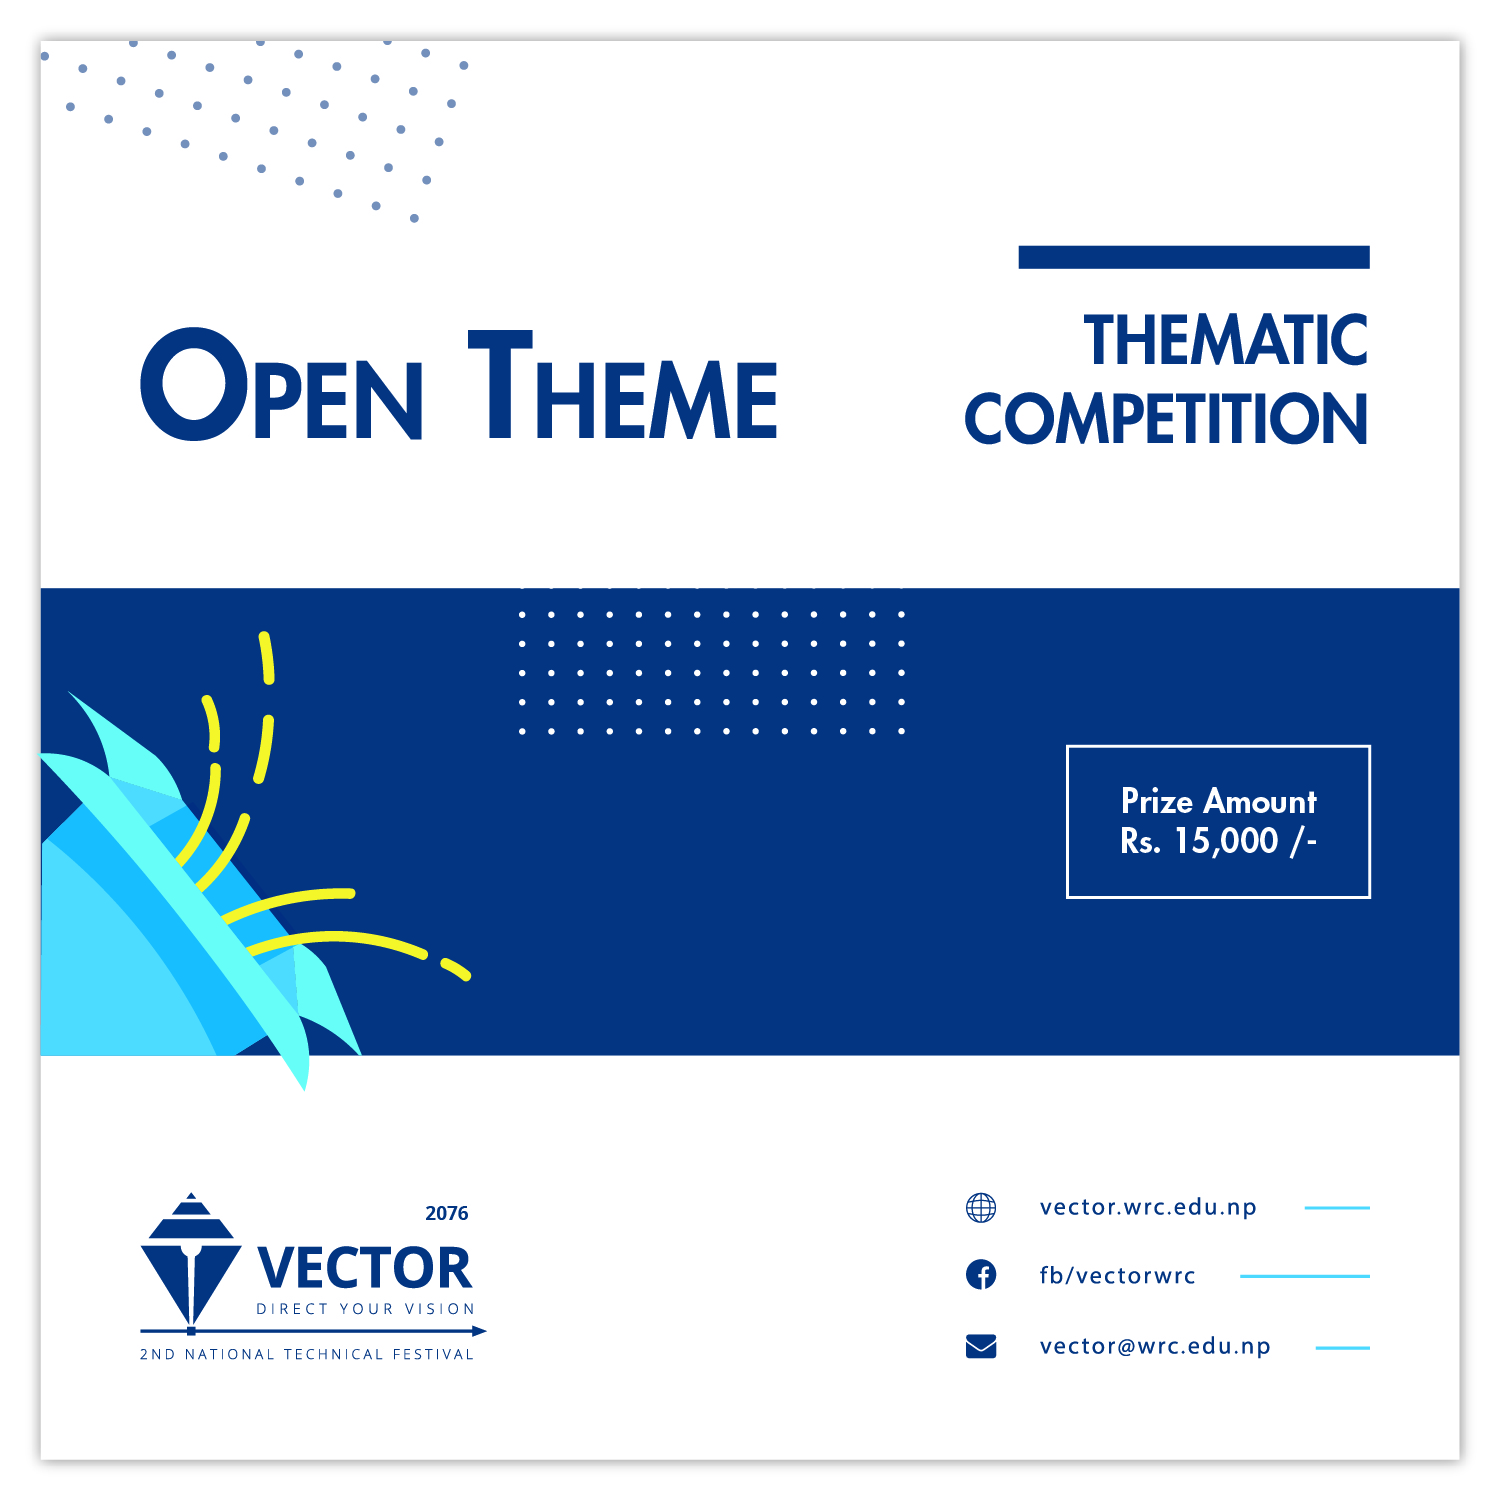 OPEN THEME
THEMATIC
COMPETITION
Prize Amount
Rs. 15,000 /-
2076
VECTOR
DIRECT YOUR VISION
2ND NATIONAL TECHNICAL FESTIVAL
vector.wrc.edu.np
fb/vectorwrc
vector@wrc.edu.np